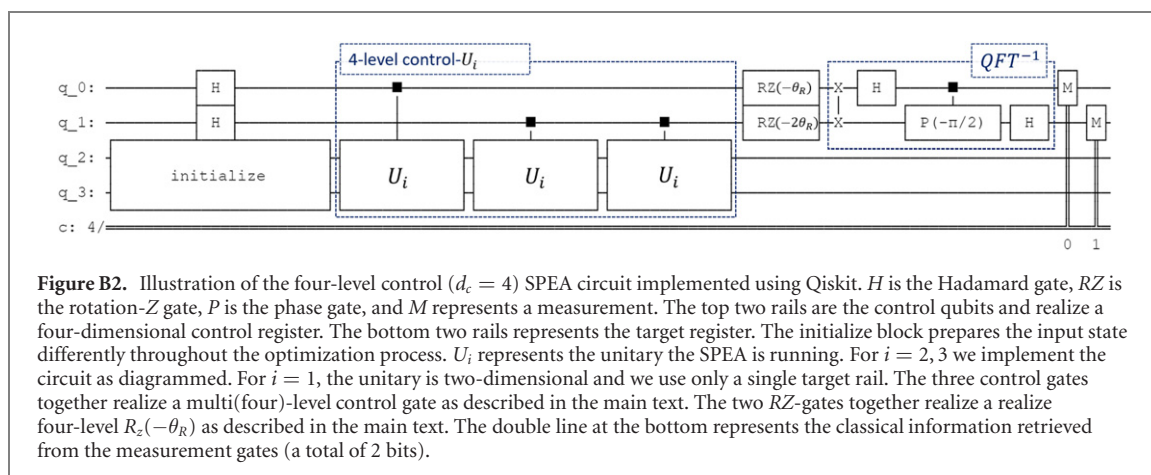 4-level control-U_i
QFT⁻¹
q_0: H RZ(−θ_R) X H M
q_1: H RZ(−2θ_R) X P(−π/2) H M
q_2:
initialize U_i U_i U_i
q_3:
c: 4/
0 1
Figure B2. Illustration of the four-level control (d_c = 4) SPEA circuit implemented using Qiskit. H is the Hadamard gate, RZ is
the rotation-Z gate, P is the phase gate, and M represents a measurement. The top two rails are the control qubits and realize a
four-dimensional control register. The bottom two rails represents the target register. The initialize block prepares the input state
differently throughout the optimization process. U_i represents the unitary the SPEA is running. For i = 2, 3 we implement the
circuit as diagrammed. For i = 1, the unitary is two-dimensional and we use only a single target rail. The three control gates
together realize a multi(four)-level control gate as described in the main text. The two RZ-gates together realize a realize
four-level R_z(−θ_R) as described in the main text. The double line at the bottom represents the classical information retrieved
from the measurement gates (a total of 2 bits).